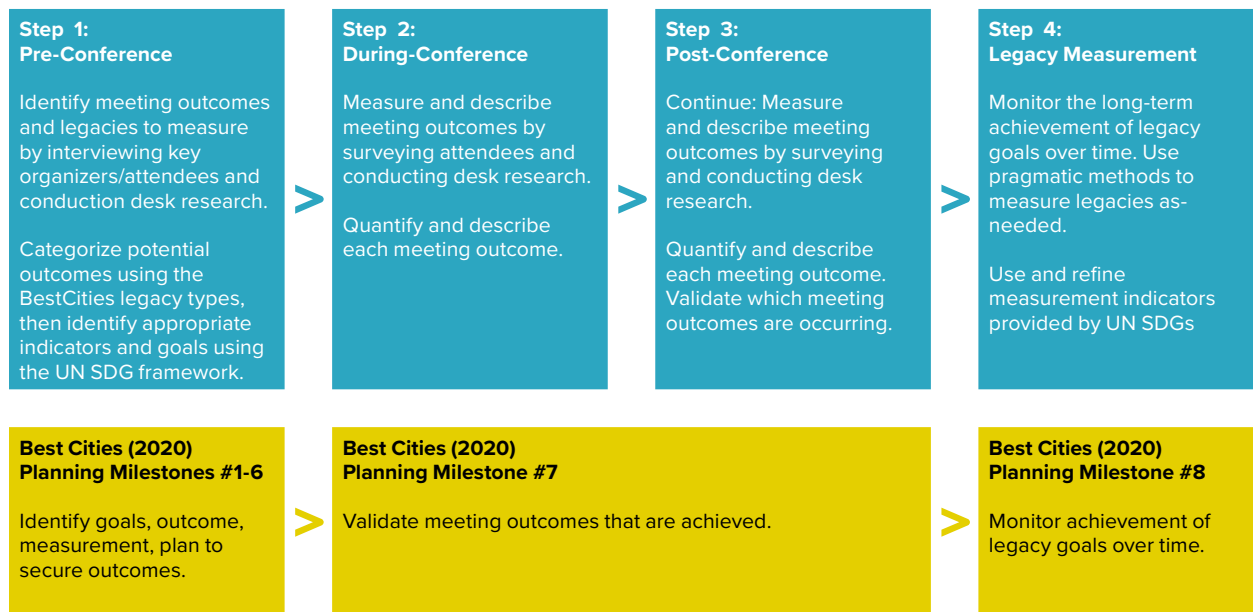 Step 1:
Pre-Conference
Identify meeting outcomes
and legacies to measure
by interviewing key
organizers/attendees and
conduction desk research.
Categorize potential
outcomes using the
BestCities legacy types,
then identify appropriate
indicators and goals using
the UN SDG framework.
>
Step 2:
During-Conference
Measure and describe
meeting outcomes by
surveying attendees and
conducting desk research.
Quantify and describe
each meeting outcome.
>
Step 3:
Post-Conference
Continue: Measure
and describe meeting
outcomes by surveying
and conducting desk
research.
Quantify and describe
each meeting outcome.
Validate which meeting
outcomes are occurring.
>
Step 4:
Legacy Measurement
Monitor the long-term
achievement of legacy
goals over time. Use
pragmatic methods to
measure legacies as-
needed.
Use and refine
measurement indicators
provided by UN SDGs
Best Cities (2020)
Planning Milestones #1-6
Identify goals, outcome,
measurement, plan to
secure outcomes.
>
Best Cities (2020)
Planning Milestone #7
Validate meeting outcomes that are achieved.
>
Best Cities (2020)
Planning Milestone #8
Monitor achievement of
legacy goals over time.